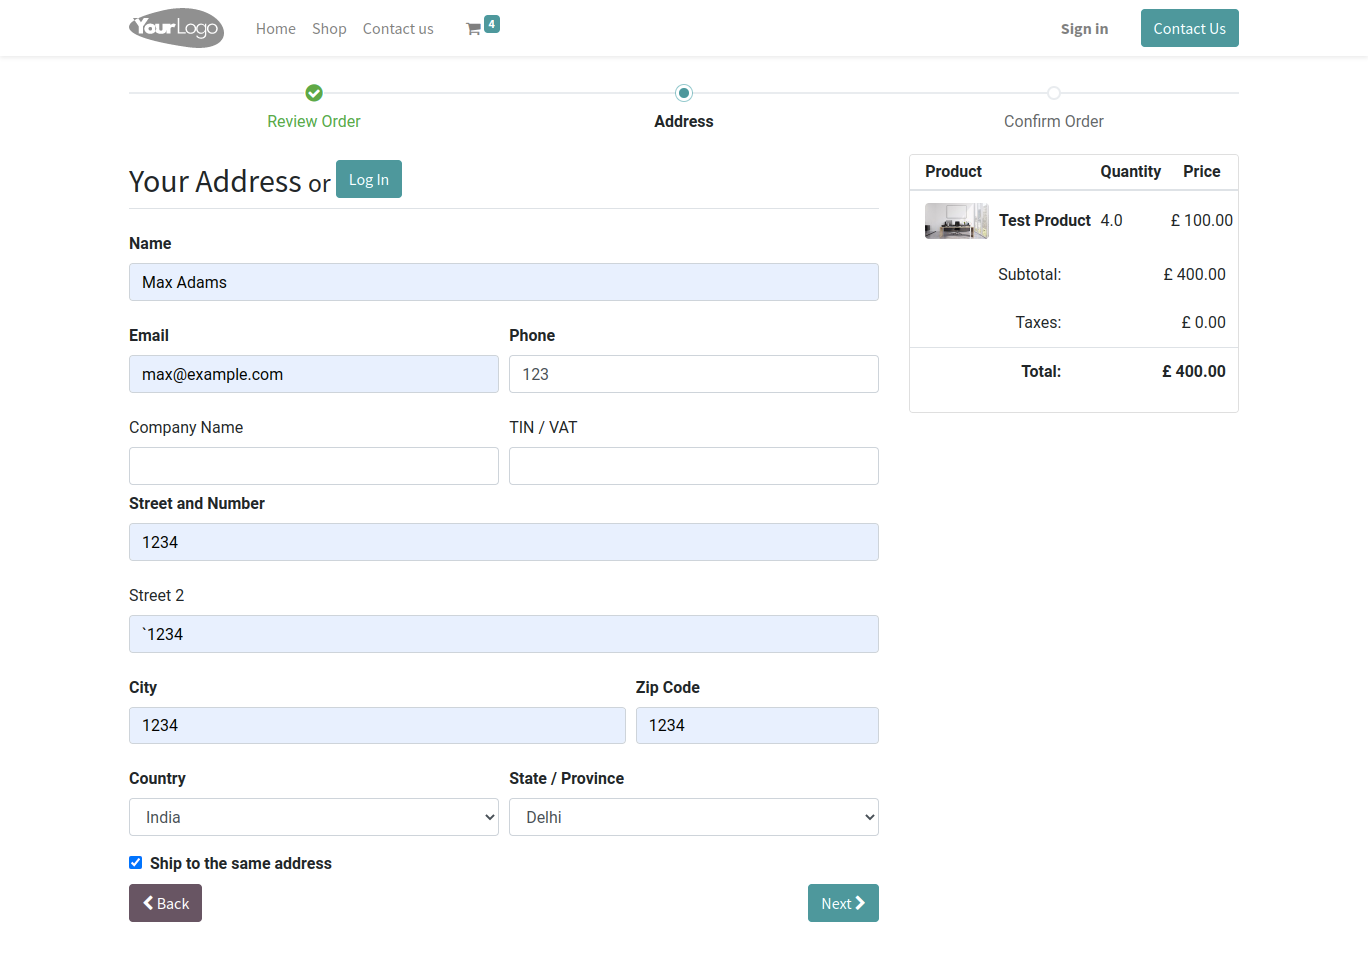 YourLogo Home Shop Contact us 4 Sign in Contact Us
Review Order Address Confirm Order
Your Address or Log In
Name
Max Adams
Email Phone
max@example.com 123
Company Name TIN / VAT
Street and Number
1234
Street 2
`1234
City Zip Code
1234 1234
Country State / Province
India Delhi
Ship to the same address
Back Next
Product Quantity Price
Test Product 4.0 £ 100.00
Subtotal: £ 400.00
Taxes: £ 0.00
Total: £ 400.00